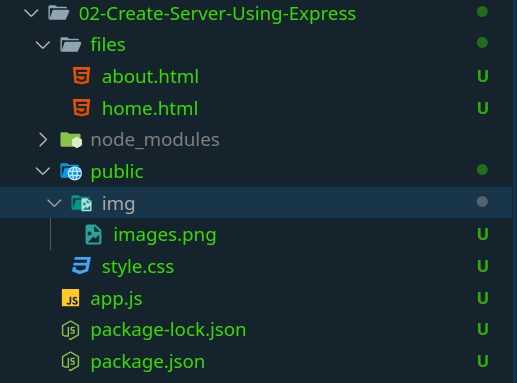 02-Create-Server-Using-Express
files
about.html U
home.html U
node_modules
public
img
images.png U
style.css U
JS app.js U
package-lock.json U
package.json U